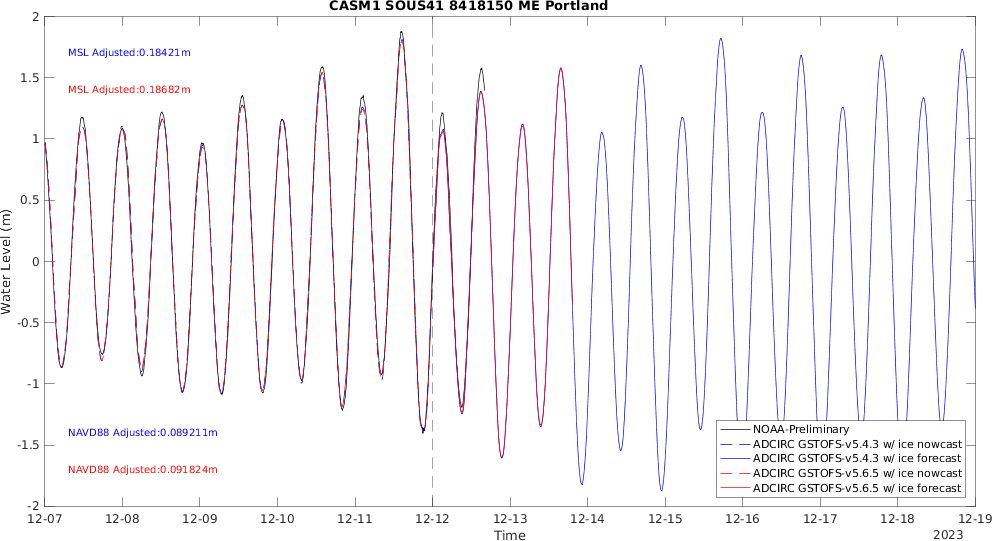 CASM1 SOUS41 8418150 ME Portland
2
MSL Adjusted:0.18421m
1.5
MSL Adjusted:0.18682m
1
0.5
Water Level (m)
0
-0.5
-1
NAVD88 Adjusted:0.089211m
-1.5
NAVD88 Adjusted:0.091824m
-2
NOAA-Preliminary
ADCIRC GSTOFS-v5.4.3 w/ ice nowcast
ADCIRC GSTOFS-v5.4.3 w/ ice forecast
ADCIRC GSTOFS-v5.6.5 w/ ice nowcast
ADCIRC GSTOFS-v5.6.5 w/ ice forecast
12-07 12-08 12-09 12-10 12-11 12-12 12-13 12-14 12-15 12-16 12-17 12-18 12-19
Time
2023